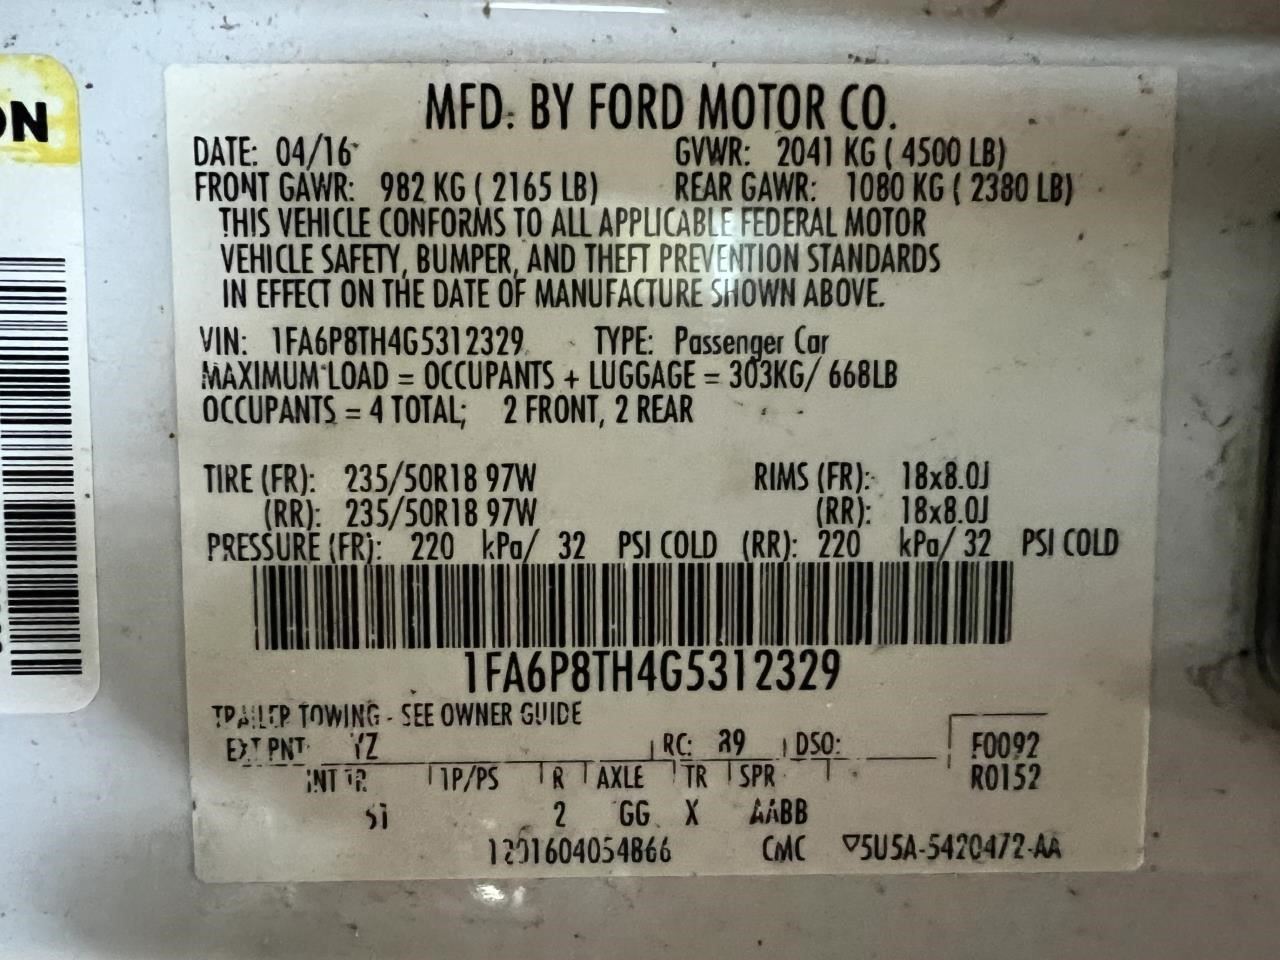 ON
MFD. BY FORD MOTOR CO.
DATE: 04/16 GVWR: 2041 KG ( 4500 LB)
FRONT GAWR: 982 KG ( 2165 LB) REAR GAWR: 1080 KG ( 2380 LB)
THIS VEHICLE CONFORMS TO ALL APPLICABLE FEDERAL MOTOR
VEHICLE SAFETY, BUMPER, AND THEFT PREVENTION STANDARDS
IN EFFECT ON THE DATE OF MANUFACTURE SHOWN ABOVE.
VIN: 1FA6P8TH4G5312329 TYPE: Passenger Car
MAXIMUM LOAD = OCCUPANTS + LUGGAGE = 303KG/ 668LB
OCCUPANTS = 4 TOTAL; 2 FRONT, 2 REAR
TIRE (FR): 235/50R18 97W RIMS (FR): 18x8.0J
(RR): 235/50R18 97W (RR): 18x8.0J
PRESSURE (FR): 220 kPa/ 32 PSI COLD (RR): 220 kPa/ 32 PSI COLD
1FA6P8TH4G5312329
TRAILER TOWING - SEE OWNER GUIDE
EXT PNT: YZ RC: 89 DSO: F0092
INT TR TP/PS R AXLE TR SPR R0152
2 GG X AABB
CMC ▽5U5A-5420472-AA